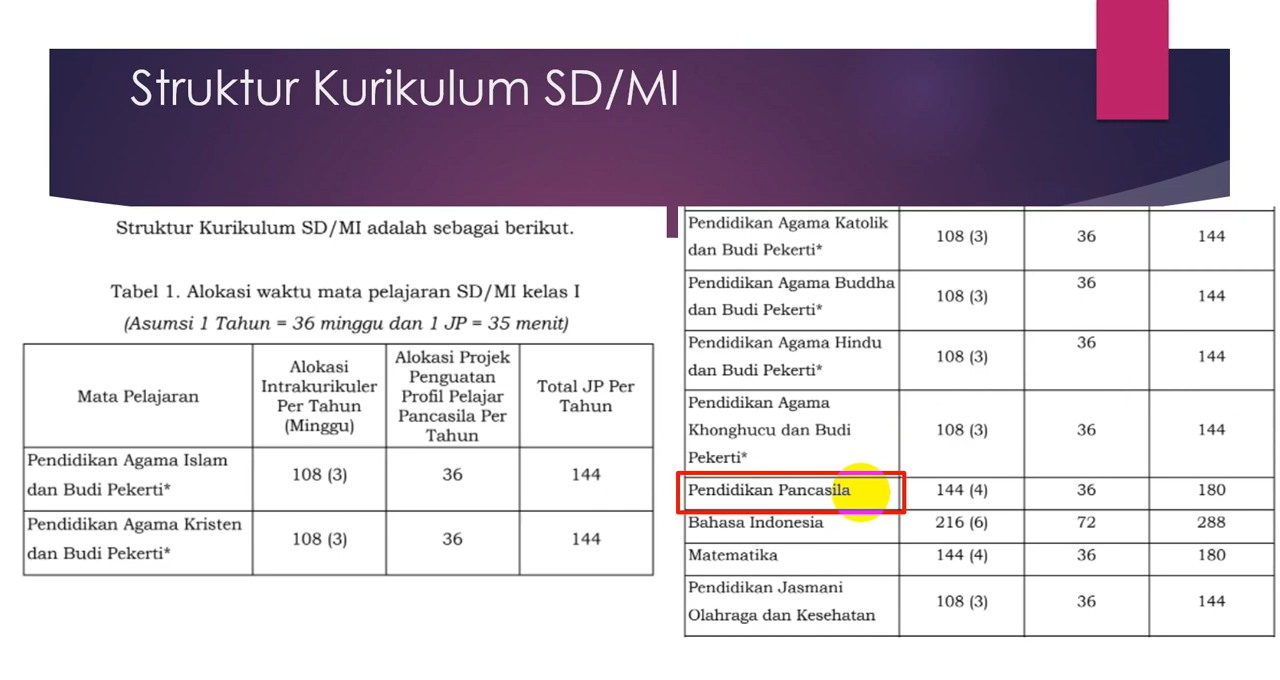 Struktur Kurikulum SD/MI
Struktur Kurikulum SD/MI adalah sebagai berikut.
Tabel 1. Alokasi waktu mata pelajaran SD/MI kelas I
(Asumsi 1 Tahun = 36 minggu dan 1 JP = 35 menit)
Mata Pelajaran
Alokasi
Intrakurikuler
Per Tahun
(Minggu)
Alokasi Projek
Penguatan
Profil Pelajar
Pancasila Per
Tahun
Total JP Per
Tahun
Pendidikan Agama Islam
dan Budi Pekerti*
108 (3)
36
144
Pendidikan Agama Kristen
dan Budi Pekerti*
108 (3)
36
144
Pendidikan Agama Katolik
dan Budi Pekerti*
108 (3)
36
144
Pendidikan Agama Buddha
dan Budi Pekerti*
108 (3)
36
144
Pendidikan Agama Hindu
dan Budi Pekerti*
108 (3)
36
144
Pendidikan Agama
Khonghucu dan Budi
Pekerti*
108 (3)
36
144
Pendidikan Pancasila
144 (4)
36
180
Bahasa Indonesia
216 (6)
72
288
Matematika
144 (4)
36
180
Pendidikan Jasmani
Olahraga dan Kesehatan
108 (3)
36
144